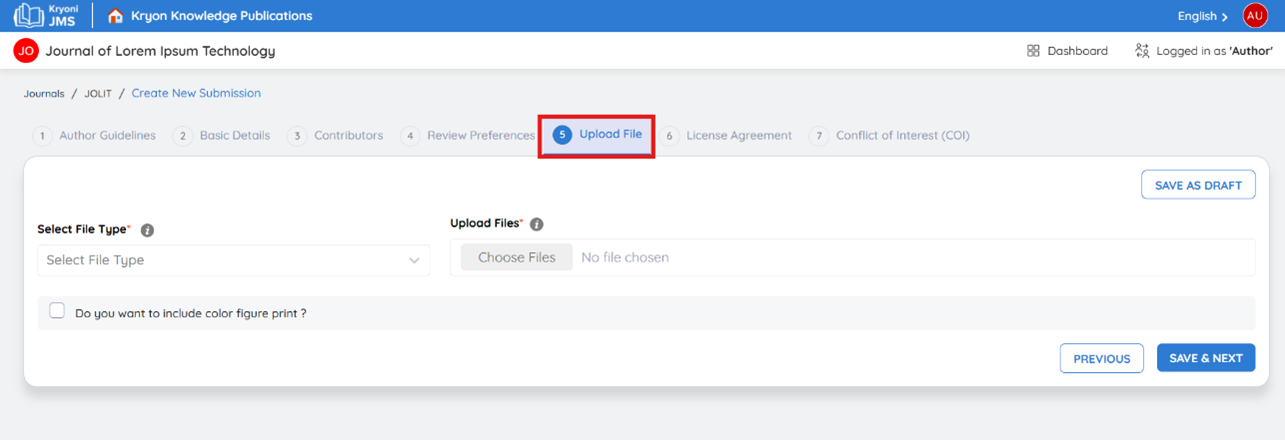 Kryoni JMS
Kryon Knowledge Publications
English
AU
JO
Journal of Lorem Ipsum Technology
Dashboard
Logged in as 'Author'
Journals / JOLIT / Create New Submission
1 Author Guidelines
2 Basic Details
3 Contributors
4 Review Preferences
5 Upload File
6 License Agreement
7 Conflict of Interest (COI)
SAVE AS DRAFT
Select File Type*
Select File Type
Upload Files*
Choose Files No file chosen
Do you want to include color figure print ?
PREVIOUS
SAVE & NEXT